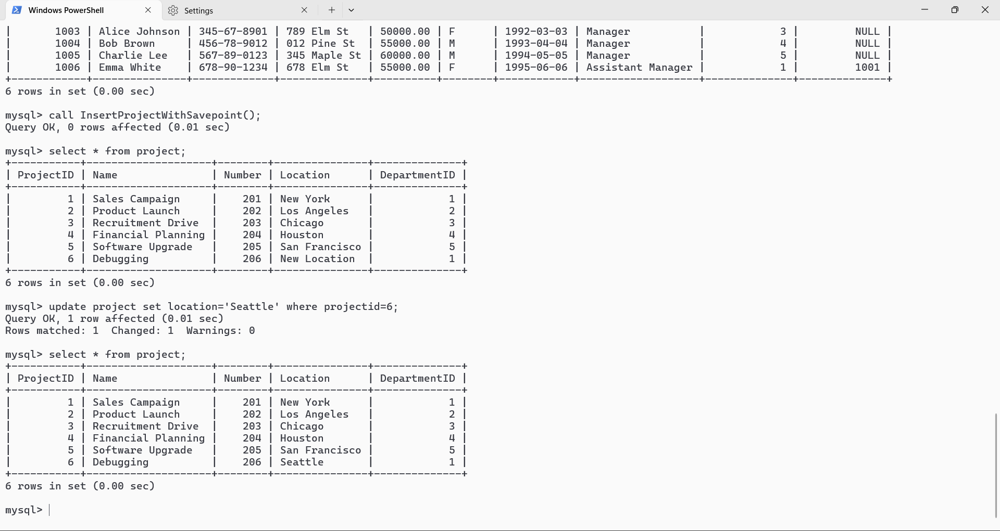 Windows PowerShell
Settings
|       1003 | Alice Johnson | 345-67-8901 | 789 Elm St   | 50000.00 | F      | 1992-03-03 | Manager           |            3 |         NULL |
|       1004 | Bob Brown     | 456-78-9012 | 012 Pine St  | 55000.00 | M      | 1993-04-04 | Manager           |            4 |         NULL |
|       1005 | Charlie Lee   | 567-89-0123 | 345 Maple St | 60000.00 | M      | 1994-05-05 | Manager           |            5 |         NULL |
|       1006 | Emma White    | 678-90-1234 | 678 Elm St   | 55000.00 | F      | 1995-06-06 | Assistant Manager |            1 |         1001 |
+------------+---------------+-------------+--------------+----------+--------+------------+-------------------+--------------+--------------+
6 rows in set (0.00 sec)
mysql> call InsertProjectWithSavepoint();
Query OK, 0 rows affected (0.01 sec)
mysql> select * from project;
+-----------+--------------------+--------+---------------+--------------+
| ProjectID | Name               | Number | Location      | DepartmentID |
+-----------+--------------------+--------+---------------+--------------+
|         1 | Sales Campaign     |    201 | New York      |            1 |
|         2 | Product Launch     |    202 | Los Angeles   |            2 |
|         3 | Recruitment Drive  |    203 | Chicago       |            3 |
|         4 | Financial Planning |    204 | Houston       |            4 |
|         5 | Software Upgrade   |    205 | San Francisco |            5 |
|         6 | Debugging          |    206 | New Location  |            1 |
+-----------+--------------------+--------+---------------+--------------+
6 rows in set (0.00 sec)
mysql> update project set location='Seattle' where projectid=6;
Query OK, 1 row affected (0.01 sec)
Rows matched: 1  Changed: 1  Warnings: 0
mysql> select * from project;
+-----------+--------------------+--------+---------------+--------------+
| ProjectID | Name               | Number | Location      | DepartmentID |
+-----------+--------------------+--------+---------------+--------------+
|         1 | Sales Campaign     |    201 | New York      |            1 |
|         2 | Product Launch     |    202 | Los Angeles   |            2 |
|         3 | Recruitment Drive  |    203 | Chicago       |            3 |
|         4 | Financial Planning |    204 | Houston       |            4 |
|         5 | Software Upgrade   |    205 | San Francisco |            5 |
|         6 | Debugging          |    206 | Seattle       |            1 |
+-----------+--------------------+--------+---------------+--------------+
6 rows in set (0.00 sec)
mysql>